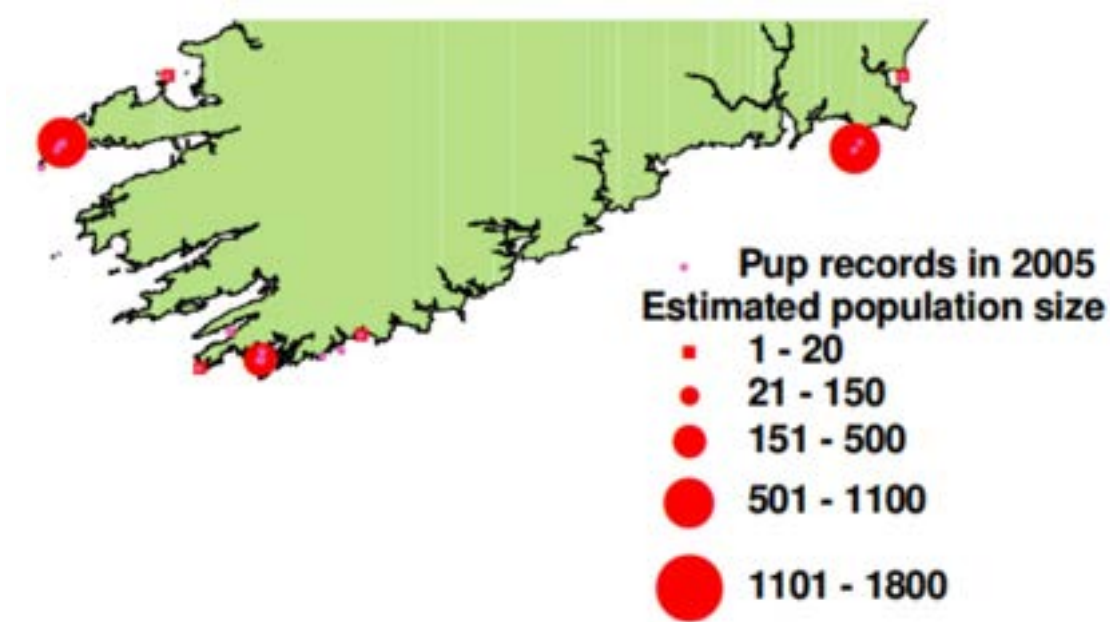 Pup records in 2005
Estimated population size
1 - 20
21 - 150
151 - 500
501 - 1100
1101 - 1800